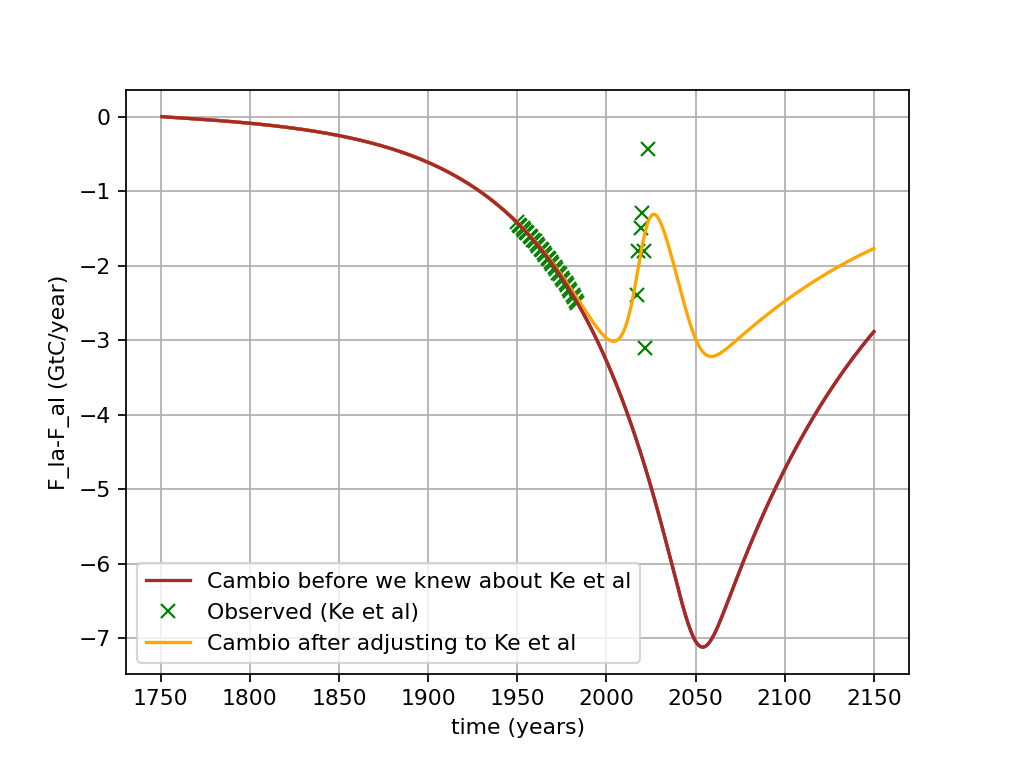 0
−1
−2
−3
−4
−5
−6
−7
F_la-F_al (GtC/year)
Cambio before we knew about Ke et al
Observed (Ke et al)
Cambio after adjusting to Ke et al
1750 1800 1850 1900 1950 2000 2050 2100 2150
time (years)